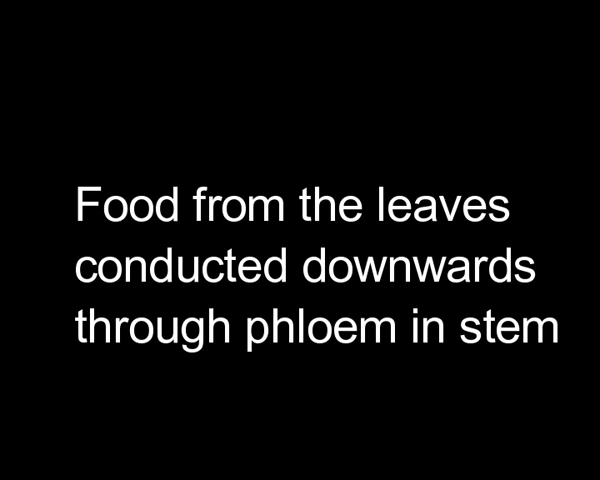 Food from the leaves
conducted downwards
through phloem in stem